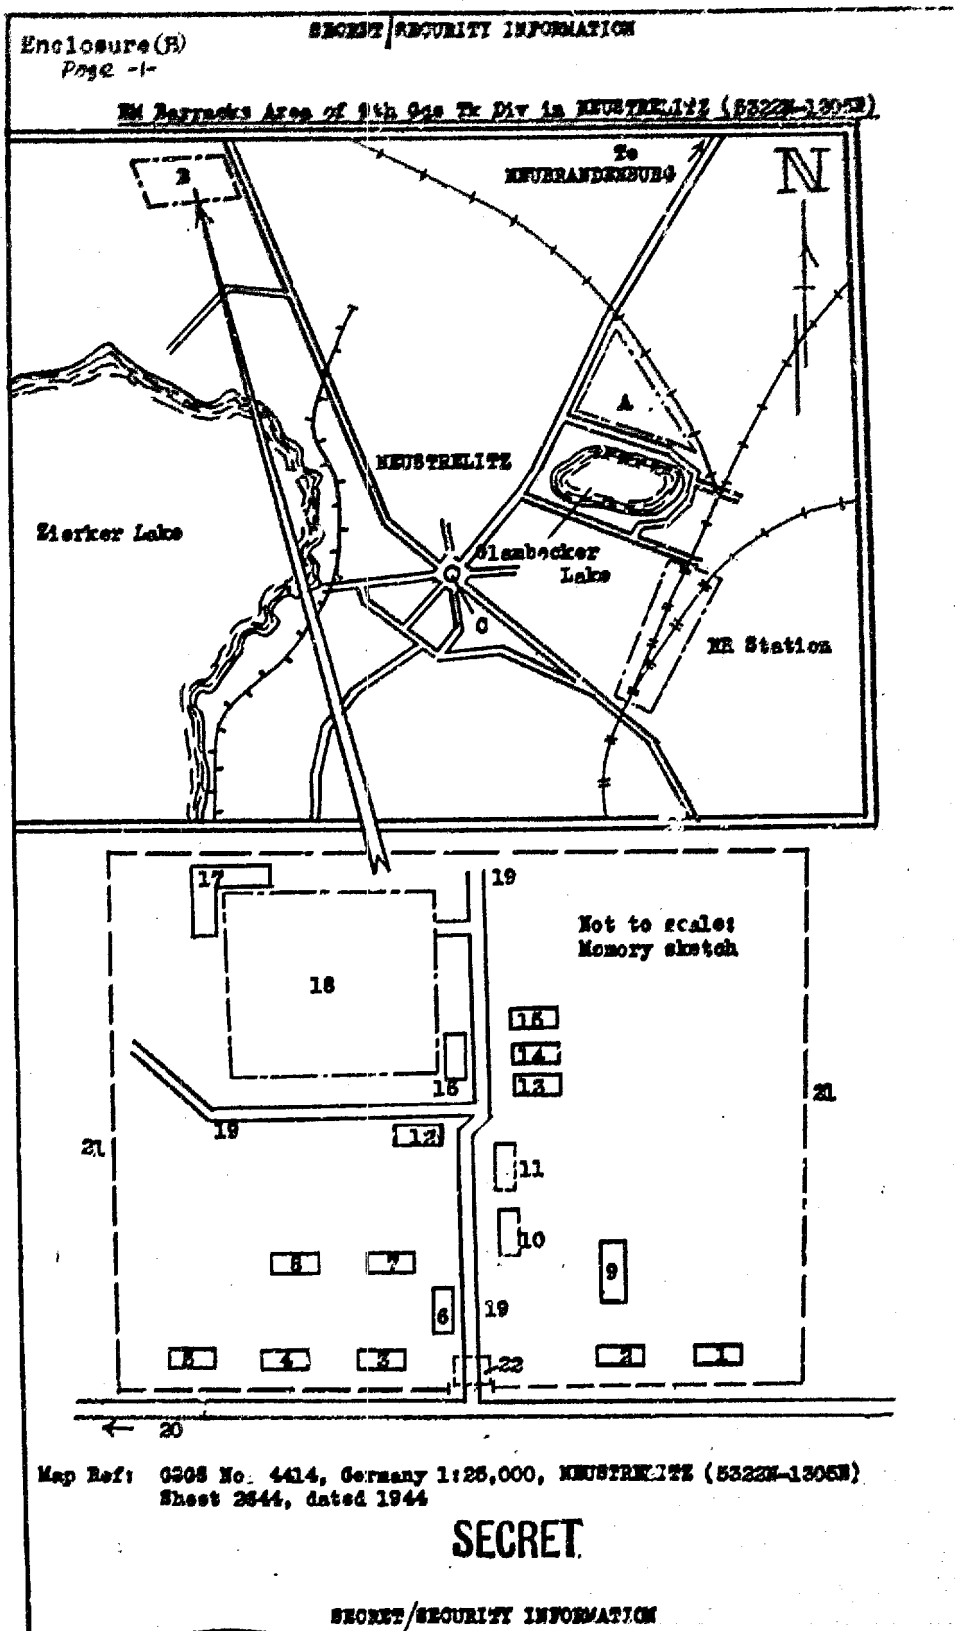 Enclosure(B)
Page -1-
SECRET/SECURITY INFORMATION
EM Barracks Area of 9th Gds Tk Div in NEUSTRELITZ (5322N-1305E)
B
To
NEUBRANDENBURG
N
A
NEUSTRELITZ
Zierker Lake
Glambecker
Lake
C
RR Station
17
19
Not to scale:
Memory sketch
18
15
14
13
16
21
19
12
21
11
10
8
7
9
6
19
5
4
3
22
2
1
20
Map Ref: GSGS No. 4414, Germany 1:25,000, NEUSTRELITZ (5322N-1305E)
Sheet 2644, dated 1944
SECRET
SECRET/SECURITY INFORMATION